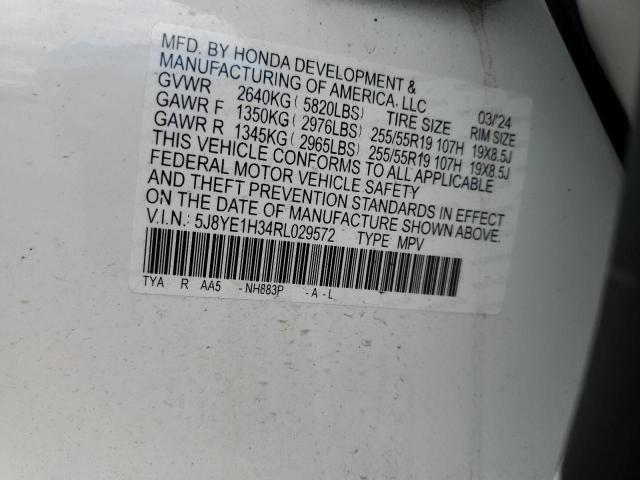 MFD. BY HONDA DEVELOPMENT &
MANUFACTURING OF AMERICA, LLC 03/'24
GVWR 2640KG ( 5820LBS) TIRE SIZE RIM SIZE
GAWR F 1350KG ( 2976LBS) 255/55R19 107H 19X8.5J
GAWR R 1345KG ( 2965LBS) 255/55R19 107H 19X8.5J
THIS VEHICLE CONFORMS TO ALL APPLICABLE
FEDERAL MOTOR VEHICLE SAFETY
AND THEFT PREVENTION STANDARDS IN EFFECT
ON THE DATE OF MANUFACTURE SHOWN ABOVE.
V.I.N.: 5J8YE1H34RL029572 TYPE MPV
TYA R AA5 - NH883P - A - L -